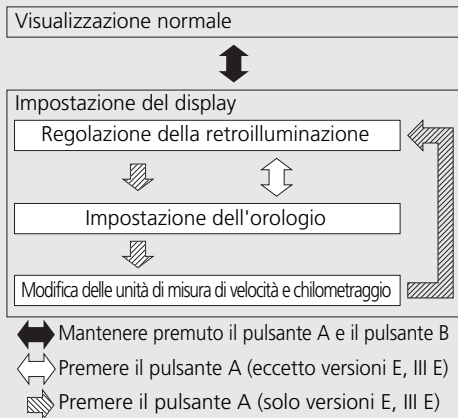 Visualizzazione normale
Impostazione del display
Regolazione della retroilluminazione
Impostazione dell'orologio
Modifica delle unità di misura di velocità e chilometraggio
Mantenere premuto il pulsante A e il pulsante B
Premere il pulsante A (eccetto versioni E, III E)
Premere il pulsante A (solo versioni E, III E)